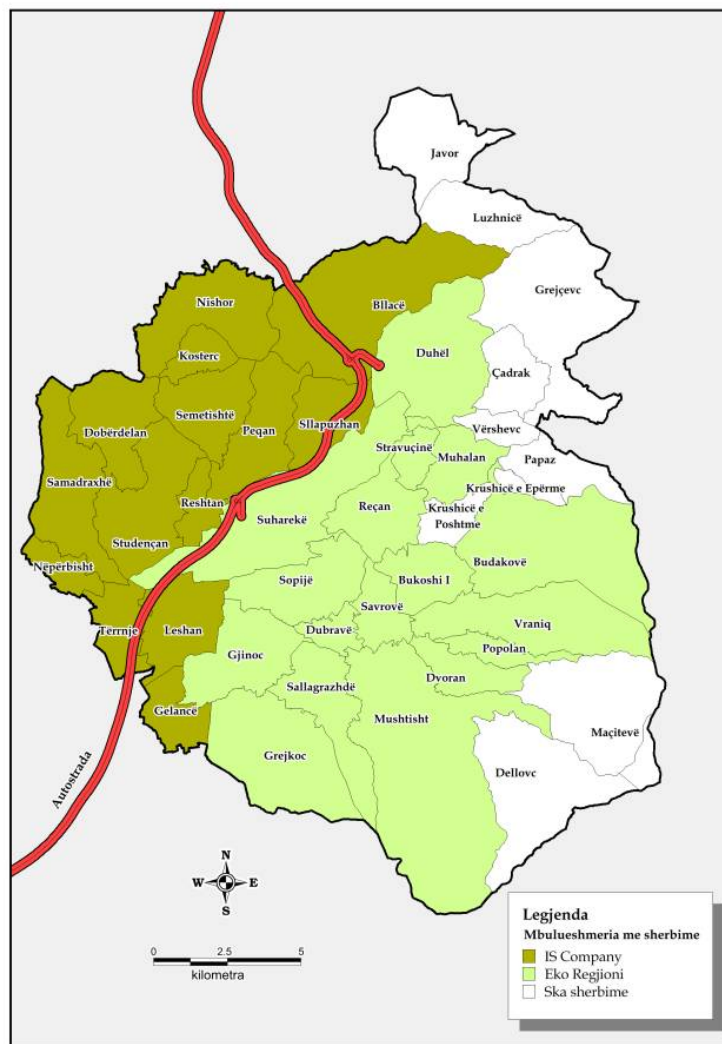 Javor
Luzhnicë
Grejçevc
Nishor
Bllacë
Kosterc
Duhël
Çadrak
Semetishtë
Dobërdelan
Peqan
Sllapuzhan
Vërshevc
Stravuçinë
Muhalan
Papaz
Samadraxhë
Reshtan
Krushicë e Epërme
Reçan
Krushicë e
Poshtme
Suharekë
Studençan
Nëpërbisht
Budakovë
Sopijë
Bukoshi I
Savrovë
Vraniq
Tërrnje
Leshan
Dubravë
Popolan
Gjinoc
Dvoran
Sallagrazhdë
Gelancë
Mushtisht
Maçitevë
Grejkoc
Dellovc
Autostrada
N
W E
S
0 2.5 5
kilometra
Legjenda
Mbulueshmeria me sherbime
IS Company
Eko Regjioni
Ska sherbime